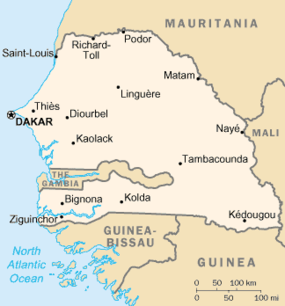 MAURITANIA
Podor
Richard-
Toll
Saint-Louis
Matam
Linguère
Thiès
DAKAR
Diourbel
Nayé
MALI
Kaolack
Tambacounda
THE
GAMBIA
Bignona
Kolda
Ziguinchor
Kédougou
GUINEA-
BISSAU
North
Atlantic
Ocean
GUINEA
0 50 100 km
0 50 100 mi